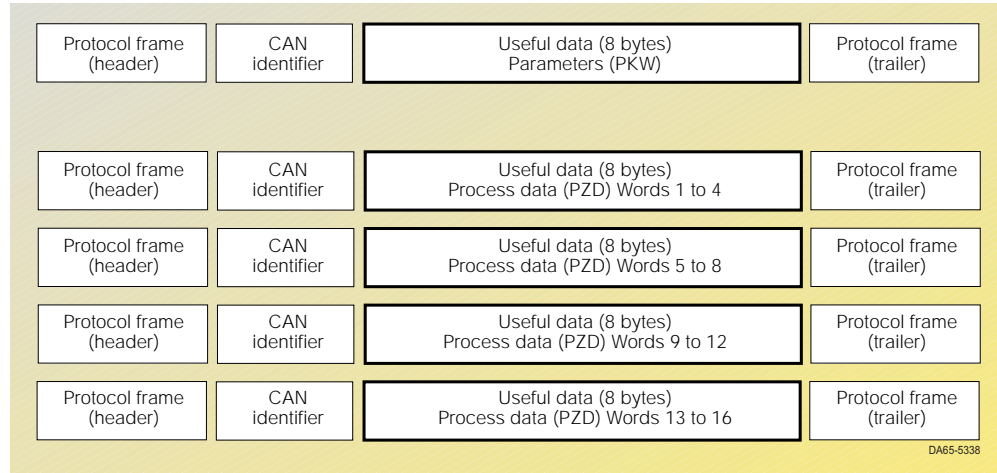 Protocol frame
(header)
CAN
identifier
Useful data (8 bytes)
Parameters (PKW)
Protocol frame
(trailer)
Protocol frame
(header)
CAN
identifier
Useful data (8 bytes)
Process data (PZD) Words 1 to 4
Protocol frame
(trailer)
Protocol frame
(header)
CAN
identifier
Useful data (8 bytes)
Process data (PZD) Words 5 to 8
Protocol frame
(trailer)
Protocol frame
(header)
CAN
identifier
Useful data (8 bytes)
Process data (PZD) Words 9 to 12
Protocol frame
(trailer)
Protocol frame
(header)
CAN
identifier
Useful data (8 bytes)
Process data (PZD) Words 13 to 16
Protocol frame
(trailer)
DA65-5338